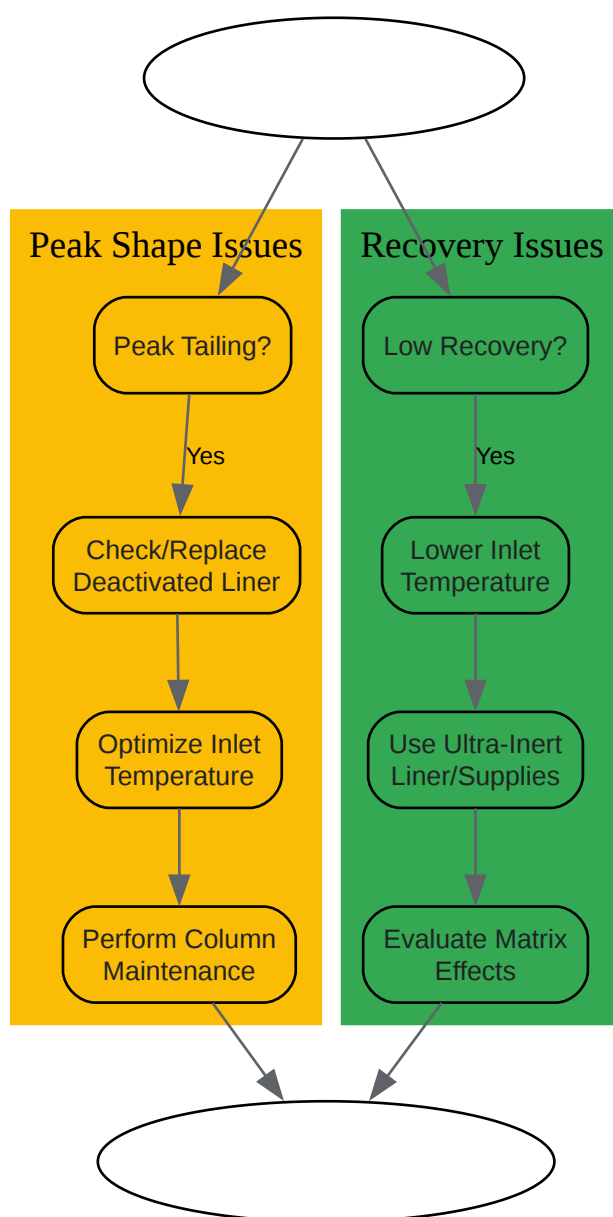 Peak Shape Issues
Peak Tailing?
Yes
Check/Replace
Deactivated Liner
Optimize Inlet
Temperature
Perform Column
Maintenance
Recovery Issues
Low Recovery?
Yes
Lower Inlet
Temperature
Use Ultra-Inert
Liner/Supplies
Evaluate Matrix
Effects